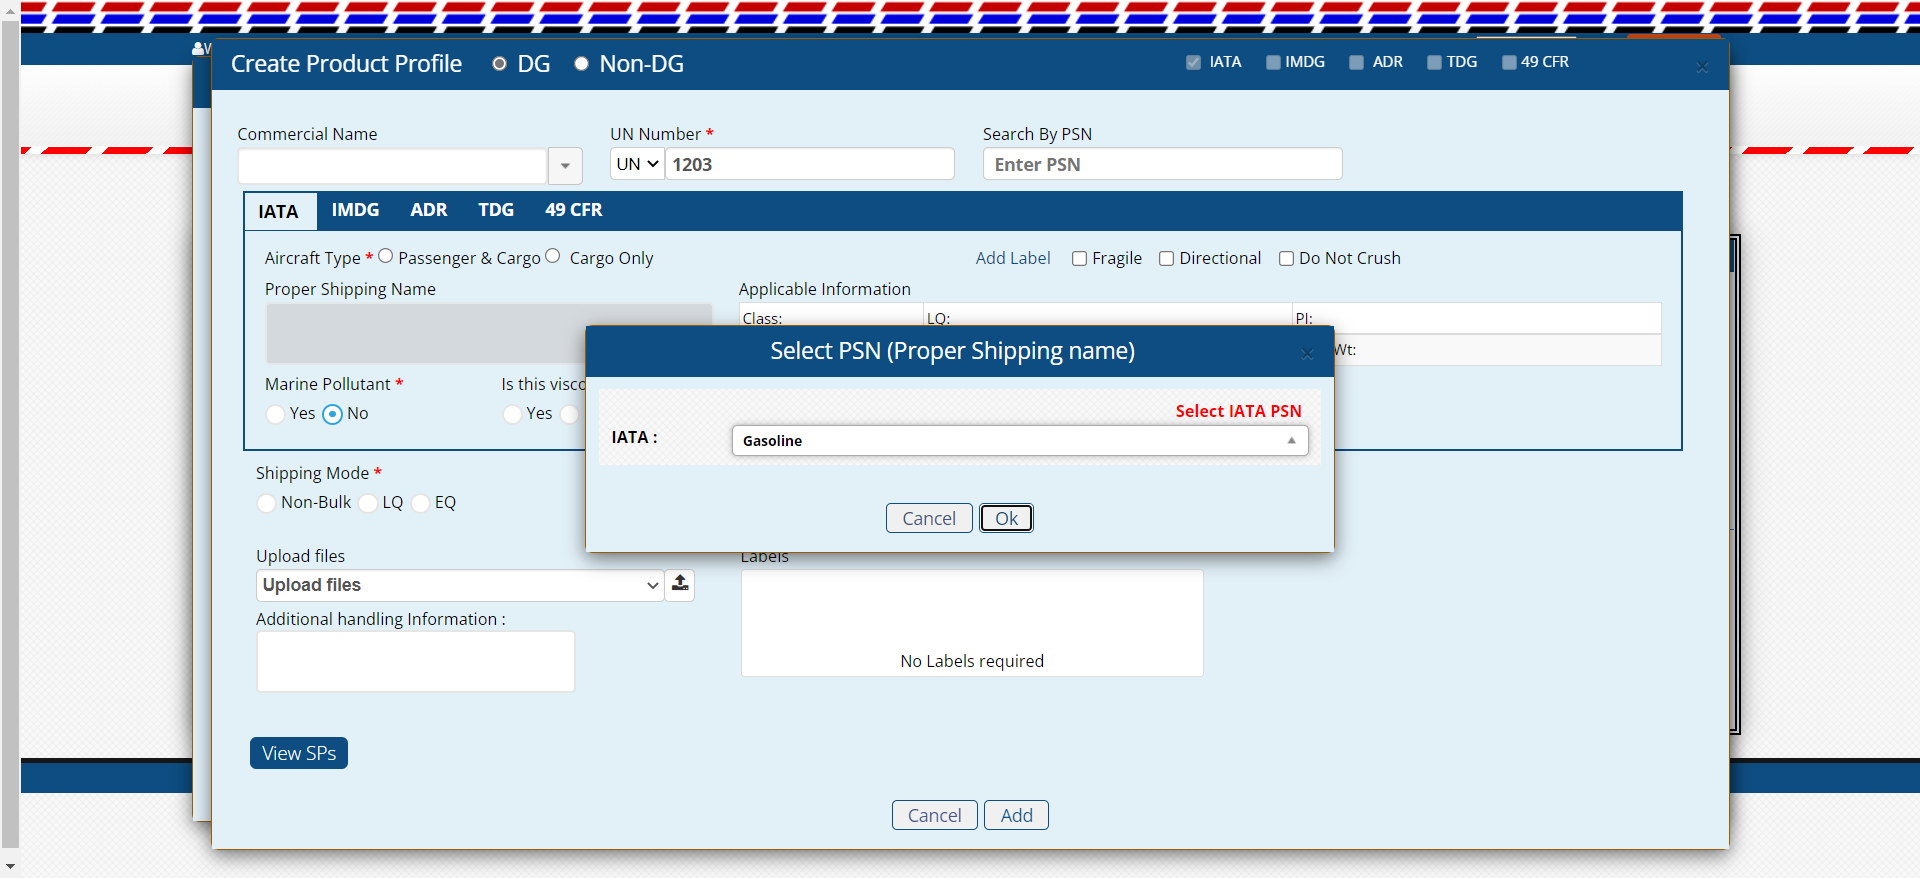 W
Create Product Profile DG Non-DG IATA IMDG ADR TDG 49 CFR ×
Commercial Name UN Number * Search By PSN
UN 1203 Enter PSN
IATA IMDG ADR TDG 49 CFR
Aircraft Type * Passenger & Cargo Cargo Only Add Label Fragile Directional Do Not Crush
Proper Shipping Name Applicable Information
Class: LQ: PI:
Wt:
Select PSN (Proper Shipping name) ×
Marine Pollutant * Is this visco
Yes No Yes
Select IATA PSN
IATA : Gasoline
Shipping Mode *
Non-Bulk LQ EQ
Cancel Ok
Upload files Labels
Upload files
Additional handling Information :
No Labels required
View SPs
Cancel Add